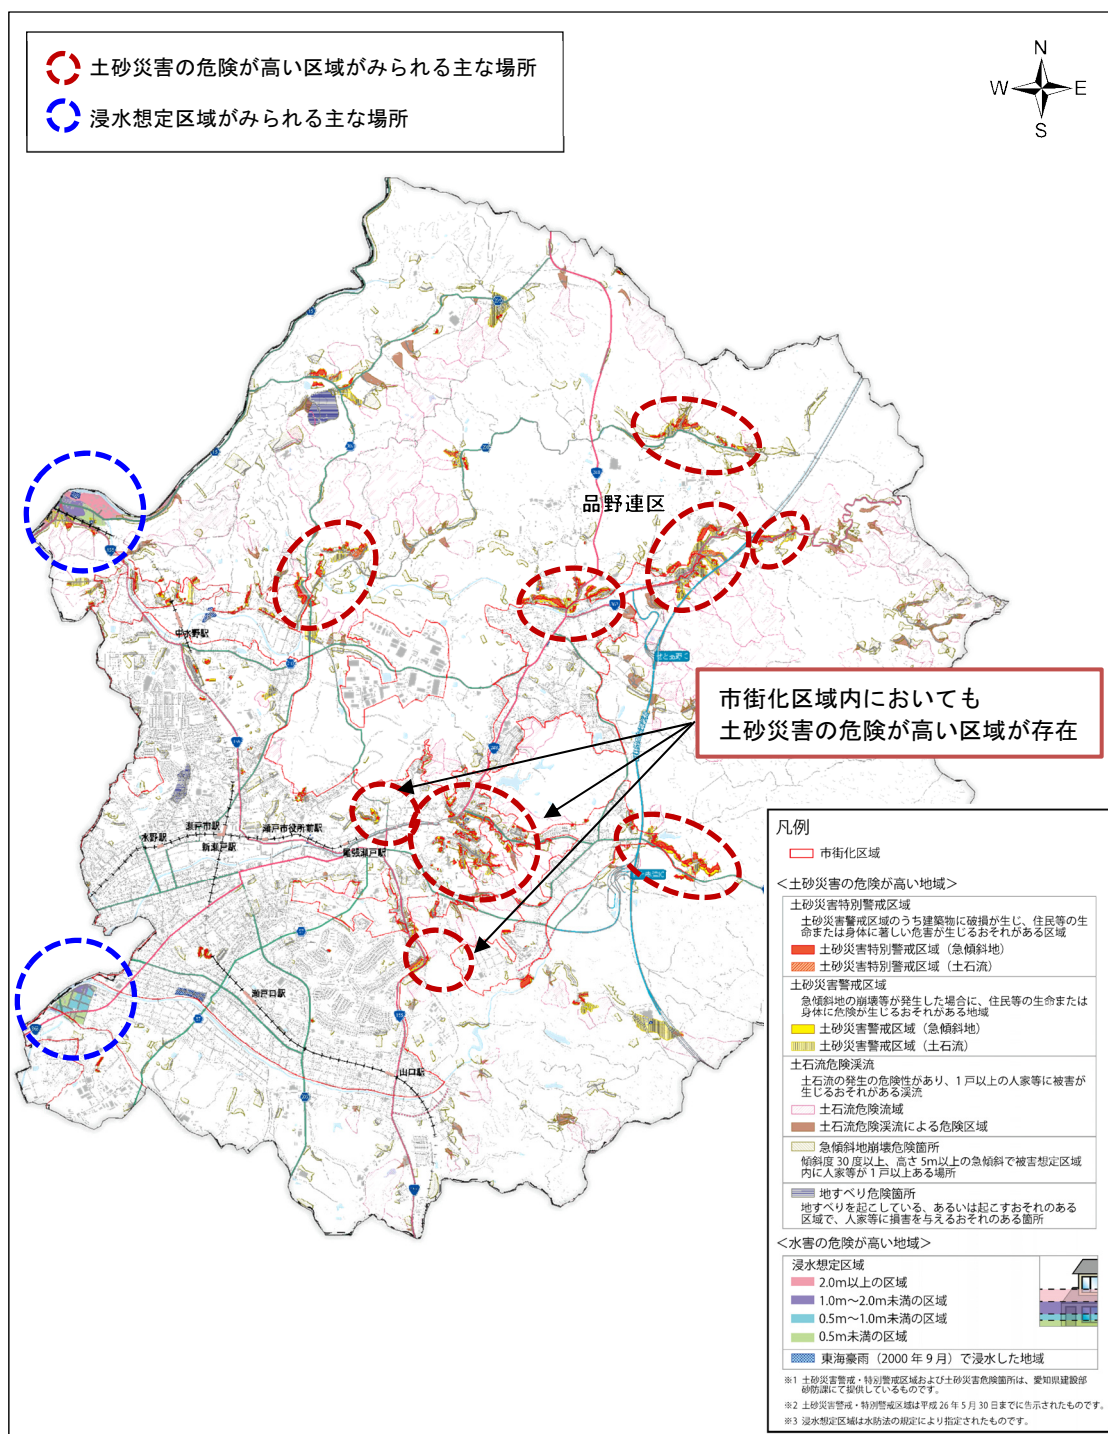 土砂災害の危険が高い区域がみられる主な場所
浸水想定区域がみられる主な場所
N
W
E
S
品野連区
中水野駅
市街化区域内においても
土砂災害の危険が高い区域が存在
瀬戸市駅
瀬戸市役所前駅
水野駅
新瀬戸駅
尾張瀬戸駅
瀬戸口駅
山口駅
凡例
市街化区域
<土砂災害の危険が高い地域>
土砂災害特別警戒区域
土砂災害警戒区域のうち建築物に破損が生じ、住民等の生
命または身体に著しい危害が生じるおそれがある区域
土砂災害特別警戒区域（急傾斜地）
土砂災害特別警戒区域（土石流）
土砂災害警戒区域
急傾斜地の崩壊等が発生した場合に、住民等の生命または
身体に危険が生じるおそれがある地域
土砂災害警戒区域（急傾斜地）
土砂災害警戒区域（土石流）
土石流危険渓流
土石流の発生の危険性があり、1戸以上の人家等に被害が
生じるおそれがある渓流
土石流危険流域
土石流危険渓流による危険区域
急傾斜地崩壊危険箇所
傾斜度 30 度以上、高さ 5m以上の急傾斜で被害想定区域
内に人家等が 1 戸以上ある場所
地すべり危険箇所
地すべりを起こしている、あるいは起こすおそれのある
区域で、人家等に損害を与えるおそれのある箇所
<水害の危険が高い地域>
浸水想定区域
2.0m以上の区域
1.0m～2.0m未満の区域
0.5m～1.0m未満の区域
0.5m未満の区域
東海豪雨（2000 年 9 月）で浸水した地域
※1 土砂災害警戒・特別警戒区域および土砂災害危険箇所は、愛知県建設部
砂防課にて提供しているものです。
※2 土砂災害警戒・特別警戒区域は平成 26 年 5 月 30 日までに告示されたものです。
※3 浸水想定区域は水防法の規定により指定されたものです。